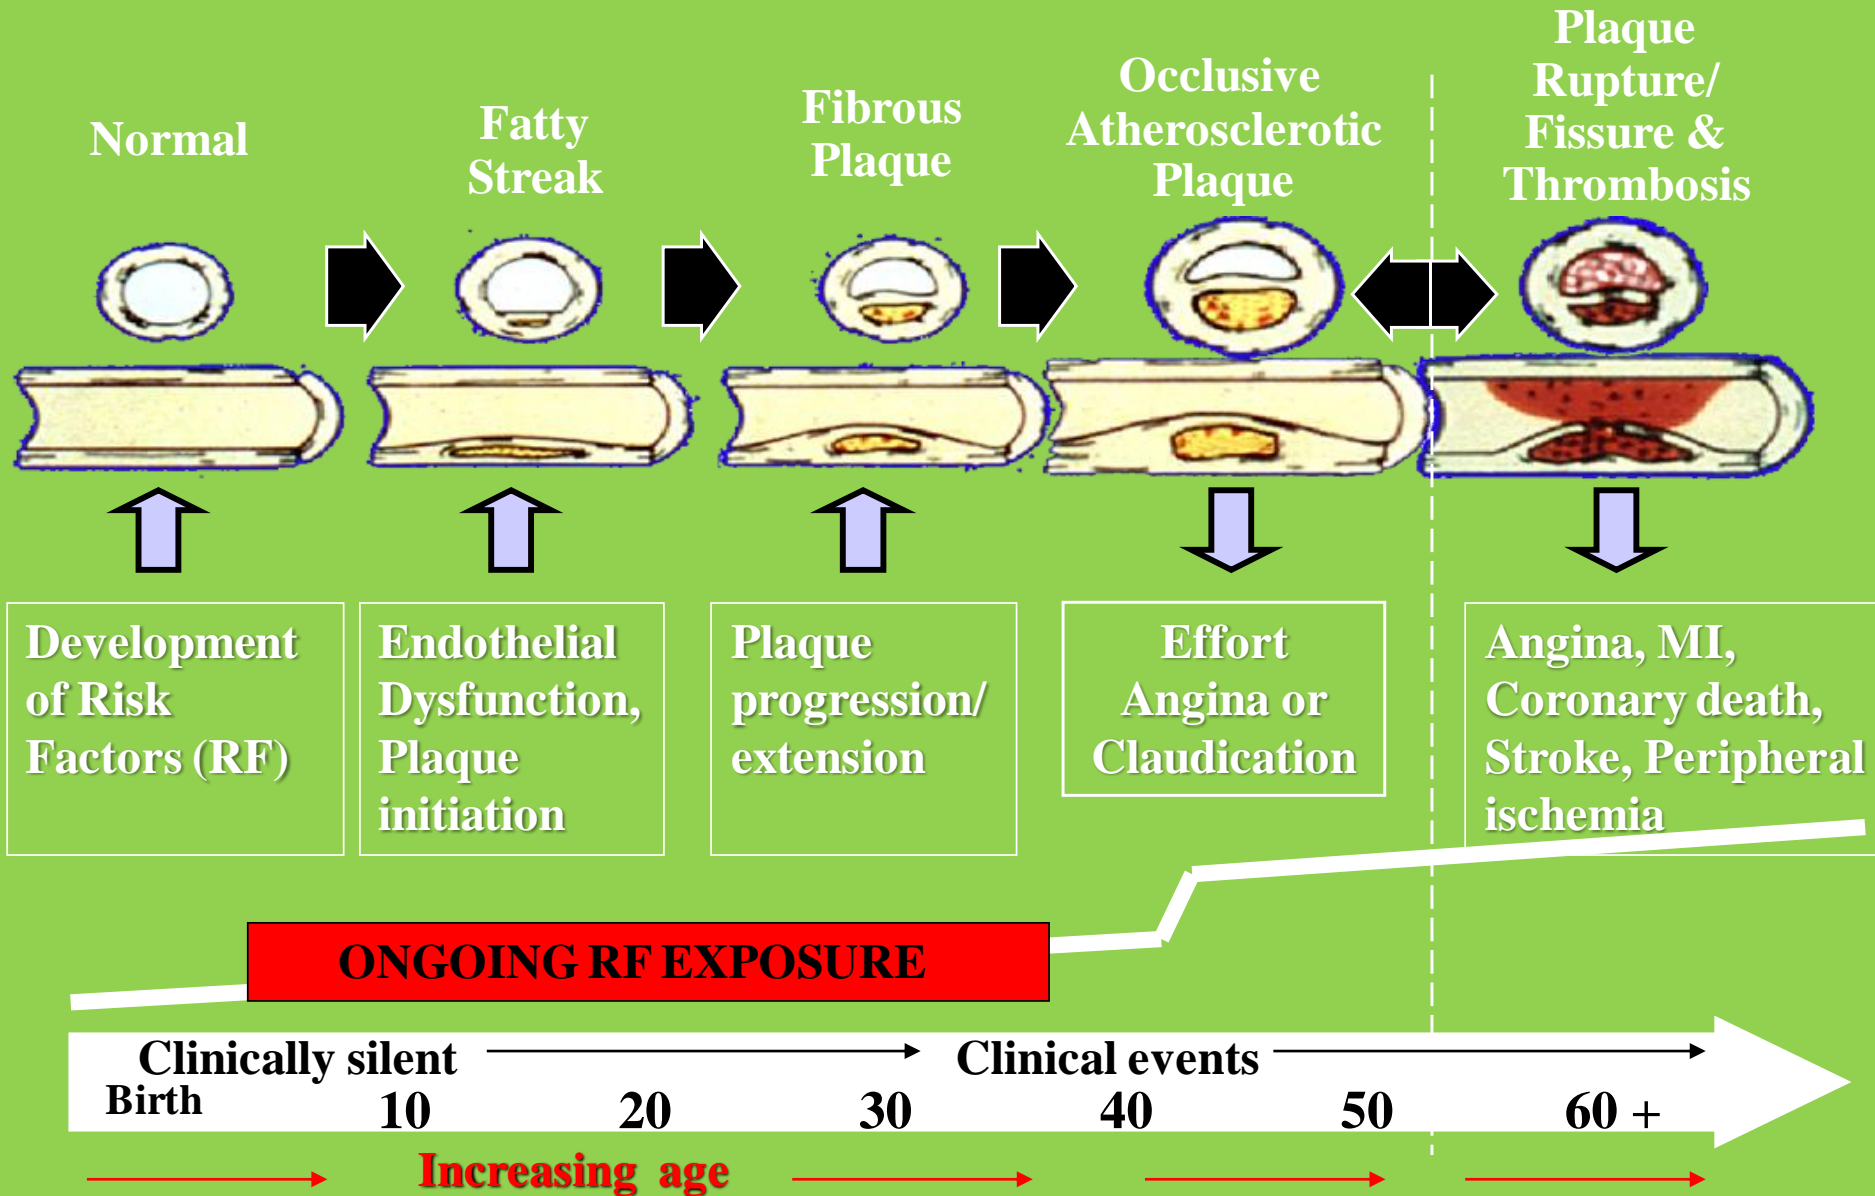 Normal
Fatty
Streak
Fibrous
Plaque
Occlusive
Atherosclerotic
Plaque
Plaque
Rupture/
Fissure &
Thrombosis
Development
of Risk
Factors (RF)
Endothelial
Dysfunction,
Plaque
initiation
Plaque
progression/
extension
Effort
Angina or
Claudication
Angina, MI,
Coronary death,
Stroke, Peripheral
ischemia
ONGOING RF EXPOSURE
Clinically silent Clinical events
Birth 10 20 30 40 50 60 +
Increasing age